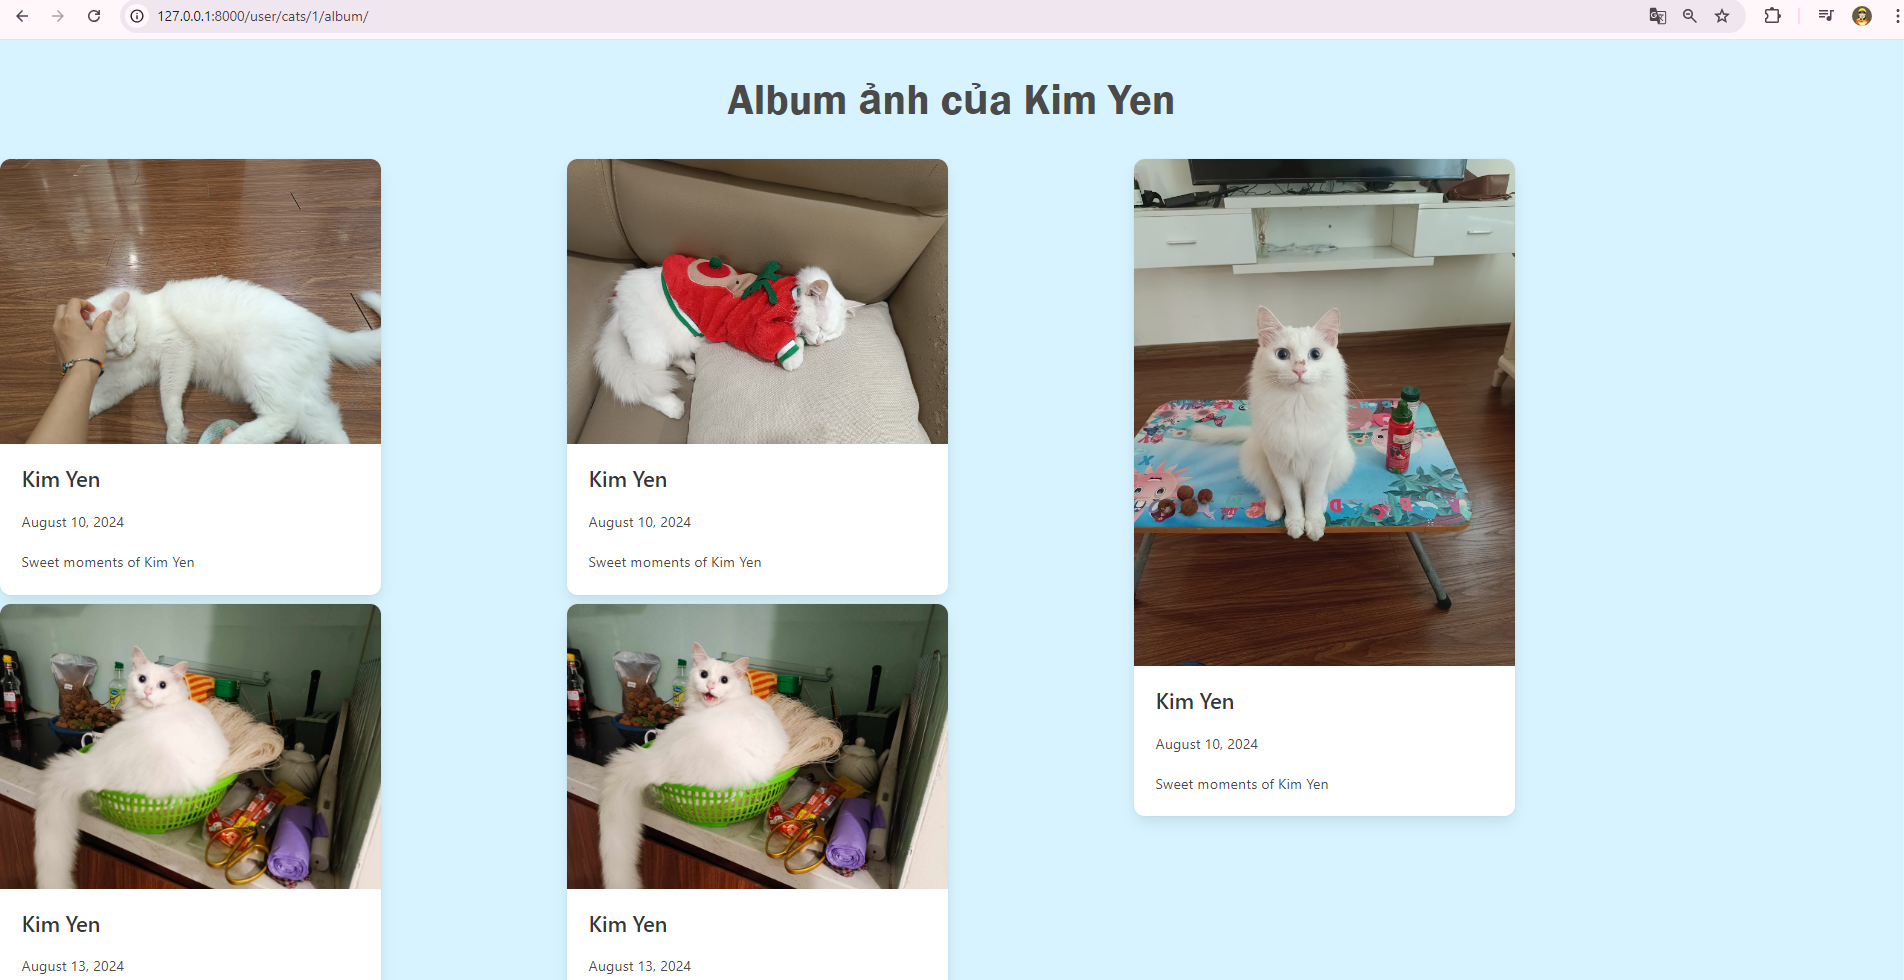 127.0.0.1:8000/user/cats/1/album/
Album ảnh của Kim Yen
Kim Yen
August 10, 2024
Sweet moments of Kim Yen
Kim Yen
August 10, 2024
Sweet moments of Kim Yen
Kim Yen
August 10, 2024
Sweet moments of Kim Yen
Kim Yen
August 13, 2024
Kim Yen
August 13, 2024